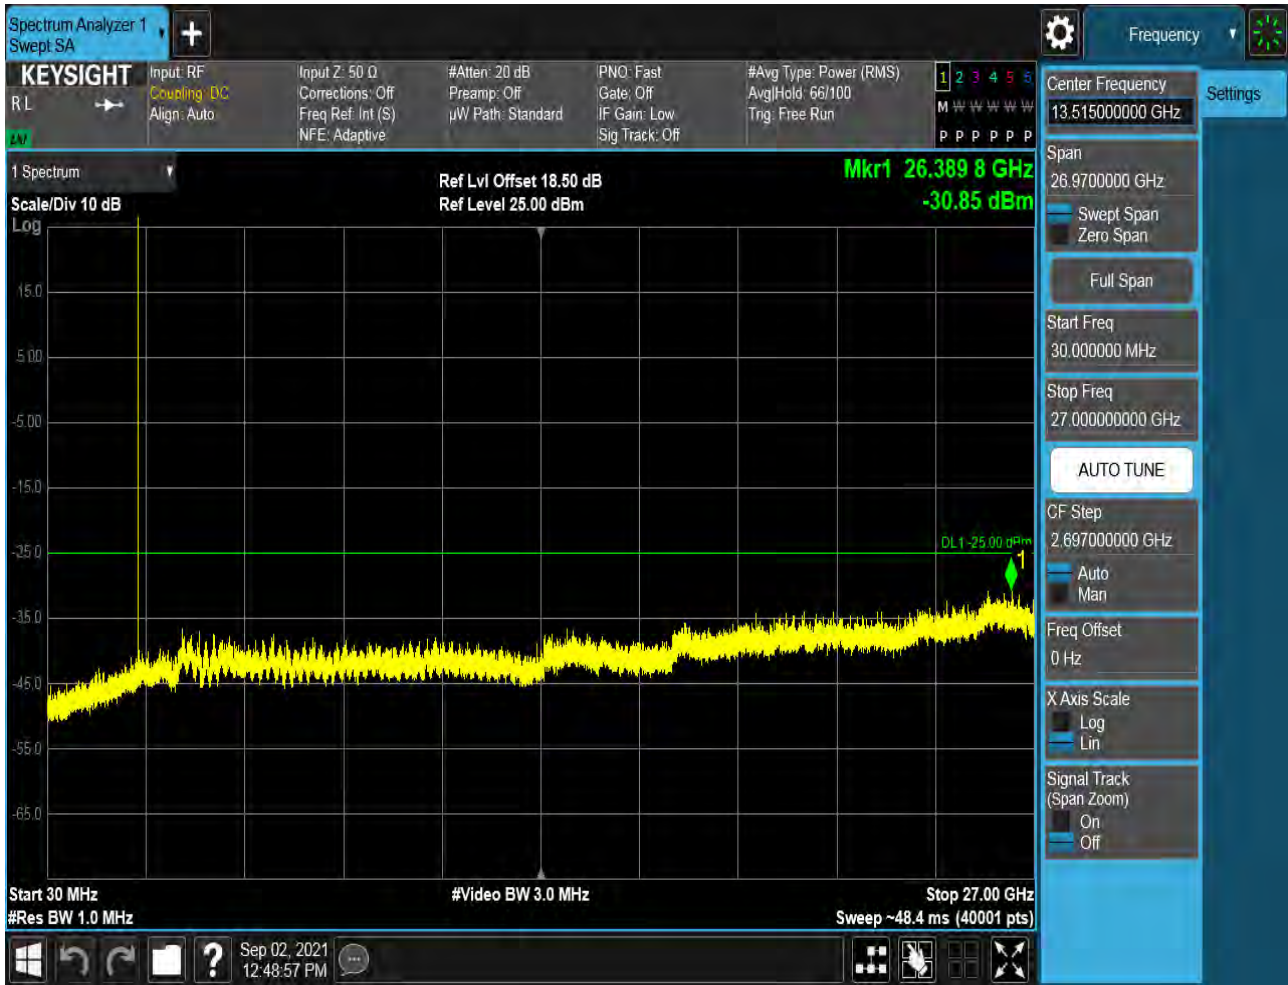 Spectrum Analyzer 1
Swept SA
Frequency
KEYSIGHT
R L
LXI
Input: RF
Coupling: DC
Align: Auto
Input Z: 50 Ω
Corrections: Off
Freq Ref: Int (S)
NFE: Adaptive
#Atten: 20 dB
Preamp: Off
µW Path: Standard
PNO: Fast
Gate: Off
IF Gain: Low
Sig Track: Off
#Avg Type: Power (RMS)
Avg|Hold: 66/100
Trig: Free Run
1 2 3 4 5 6
M W W W W W
P P P P P P
Center Frequency
13.515000000 GHz
Settings
1 Spectrum
Scale/Div 10 dB
Log
Ref Lvl Offset 18.50 dB
Ref Level 25.00 dBm
Mkr1 26.389 8 GHz
-30.85 dBm
15.0
5.00
-5.00
-15.0
-25.0
-35.0
-45.0
-55.0
-65.0
DL1 -25.00 dBm
1
Start 30 MHz
#Res BW 1.0 MHz
#Video BW 3.0 MHz
Stop 27.00 GHz
Sweep ~48.4 ms (40001 pts)
Span
26.9700000 GHz
Swept Span
Zero Span
Full Span
Start Freq
30.000000 MHz
Stop Freq
27.000000000 GHz
AUTO TUNE
CF Step
2.697000000 GHz
Auto
Man
Freq Offset
0 Hz
X Axis Scale
Log
Lin
Signal Track
(Span Zoom)
On
Off
?
Sep 02, 2021
12:48:57 PM